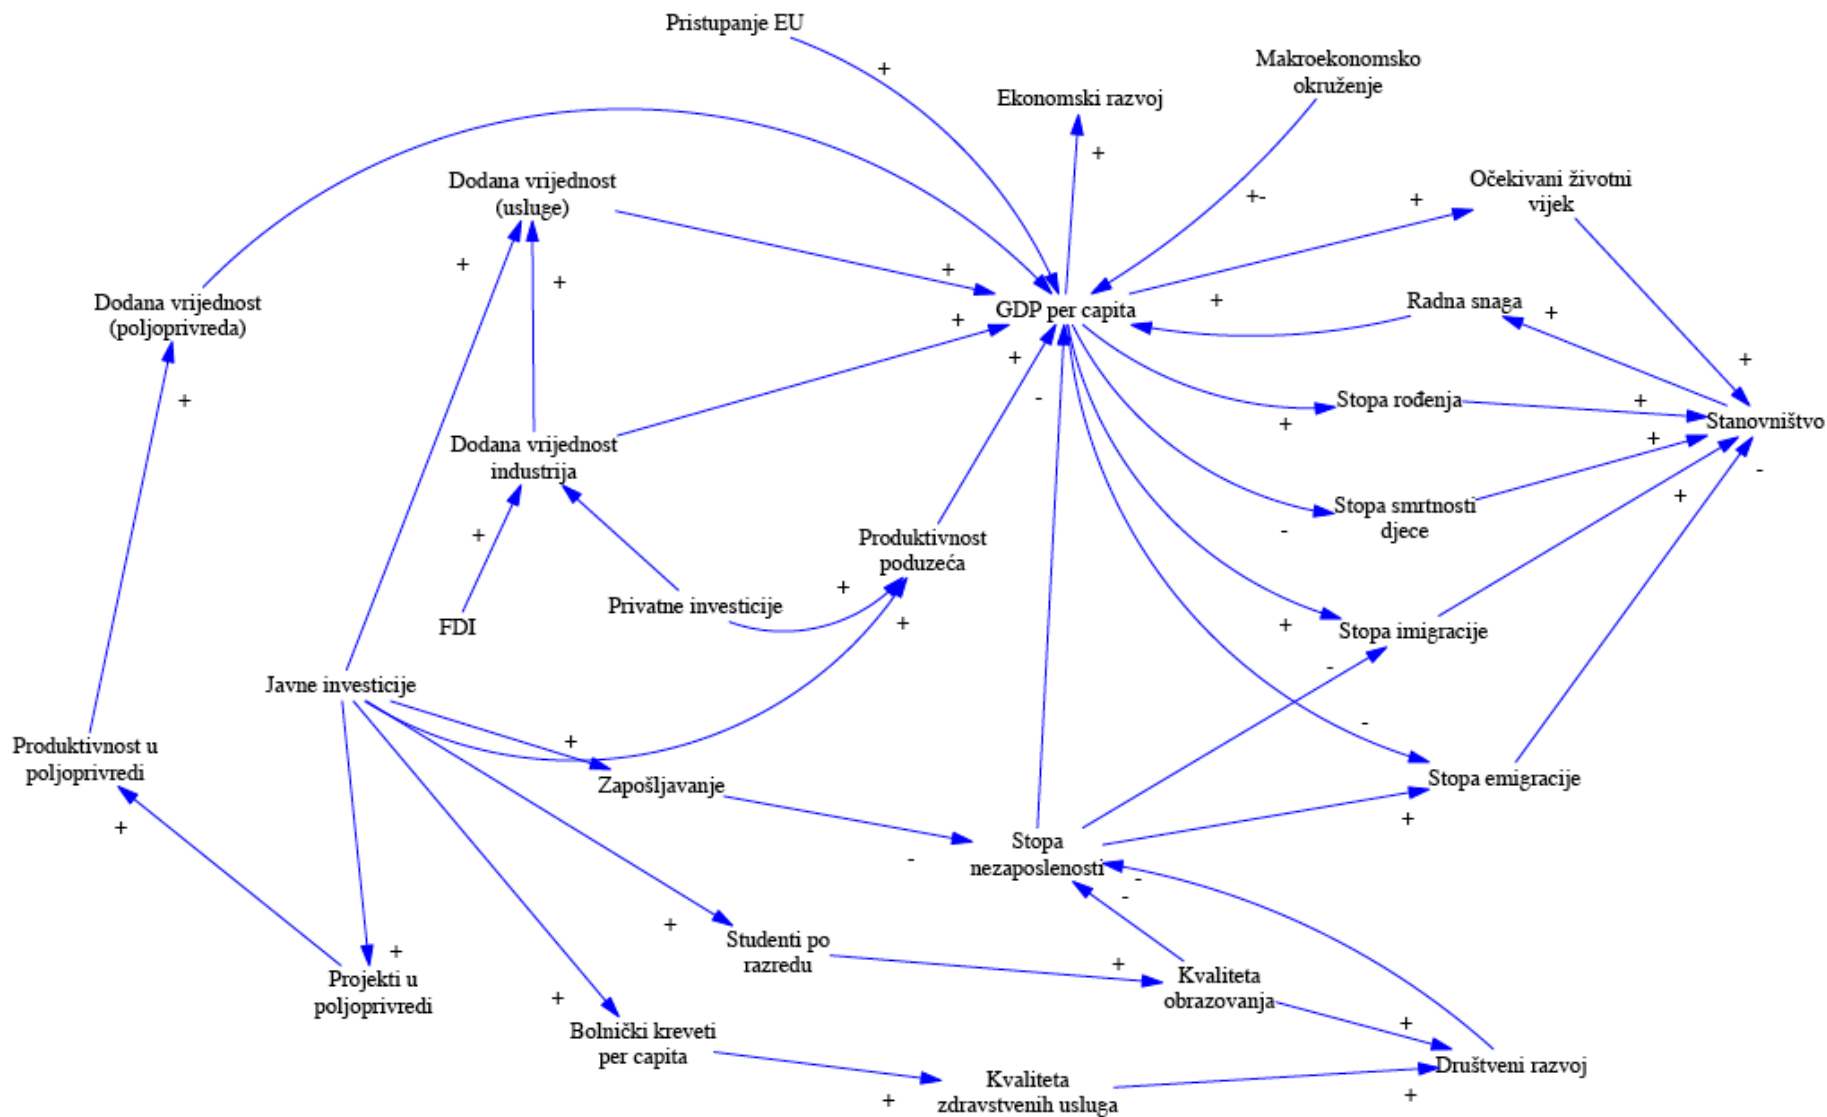 Pristupanje EU
+
Makroekonomsko
okruženje
Ekonomski razvoj
+
+-
Dodana vrijednost
(usluge)
Očekivani životni
vijek
+
+
+
+
Dodana vrijednost
(poljoprivreda)
GDP per capita
+
+
Radna snaga
+
+
+
+
-
Stopa rođenja
+
+
Stanovništvo
Dodana vrijednost
industrija
+
-
+
Stopa smrtnosti
djece
-
+
Produktivnost
poduzeća
Privatne investicije
+
+
FDI
+
Stopa imigracije
-
Javne investicije
-
Produktivnost u
poljoprivredi
+
Zapošljavanje
Stopa emigracije
+
+
-
Stopa
nezaposlenosti
-
-
+
Studenti po
razredu
+
+
Kvaliteta
obrazovanja
Projekti u
poljoprivredi
+
Bolnički kreveti
per capita
+
Društveni razvoj
Kvaliteta
zdravstvenih usluga
+
+